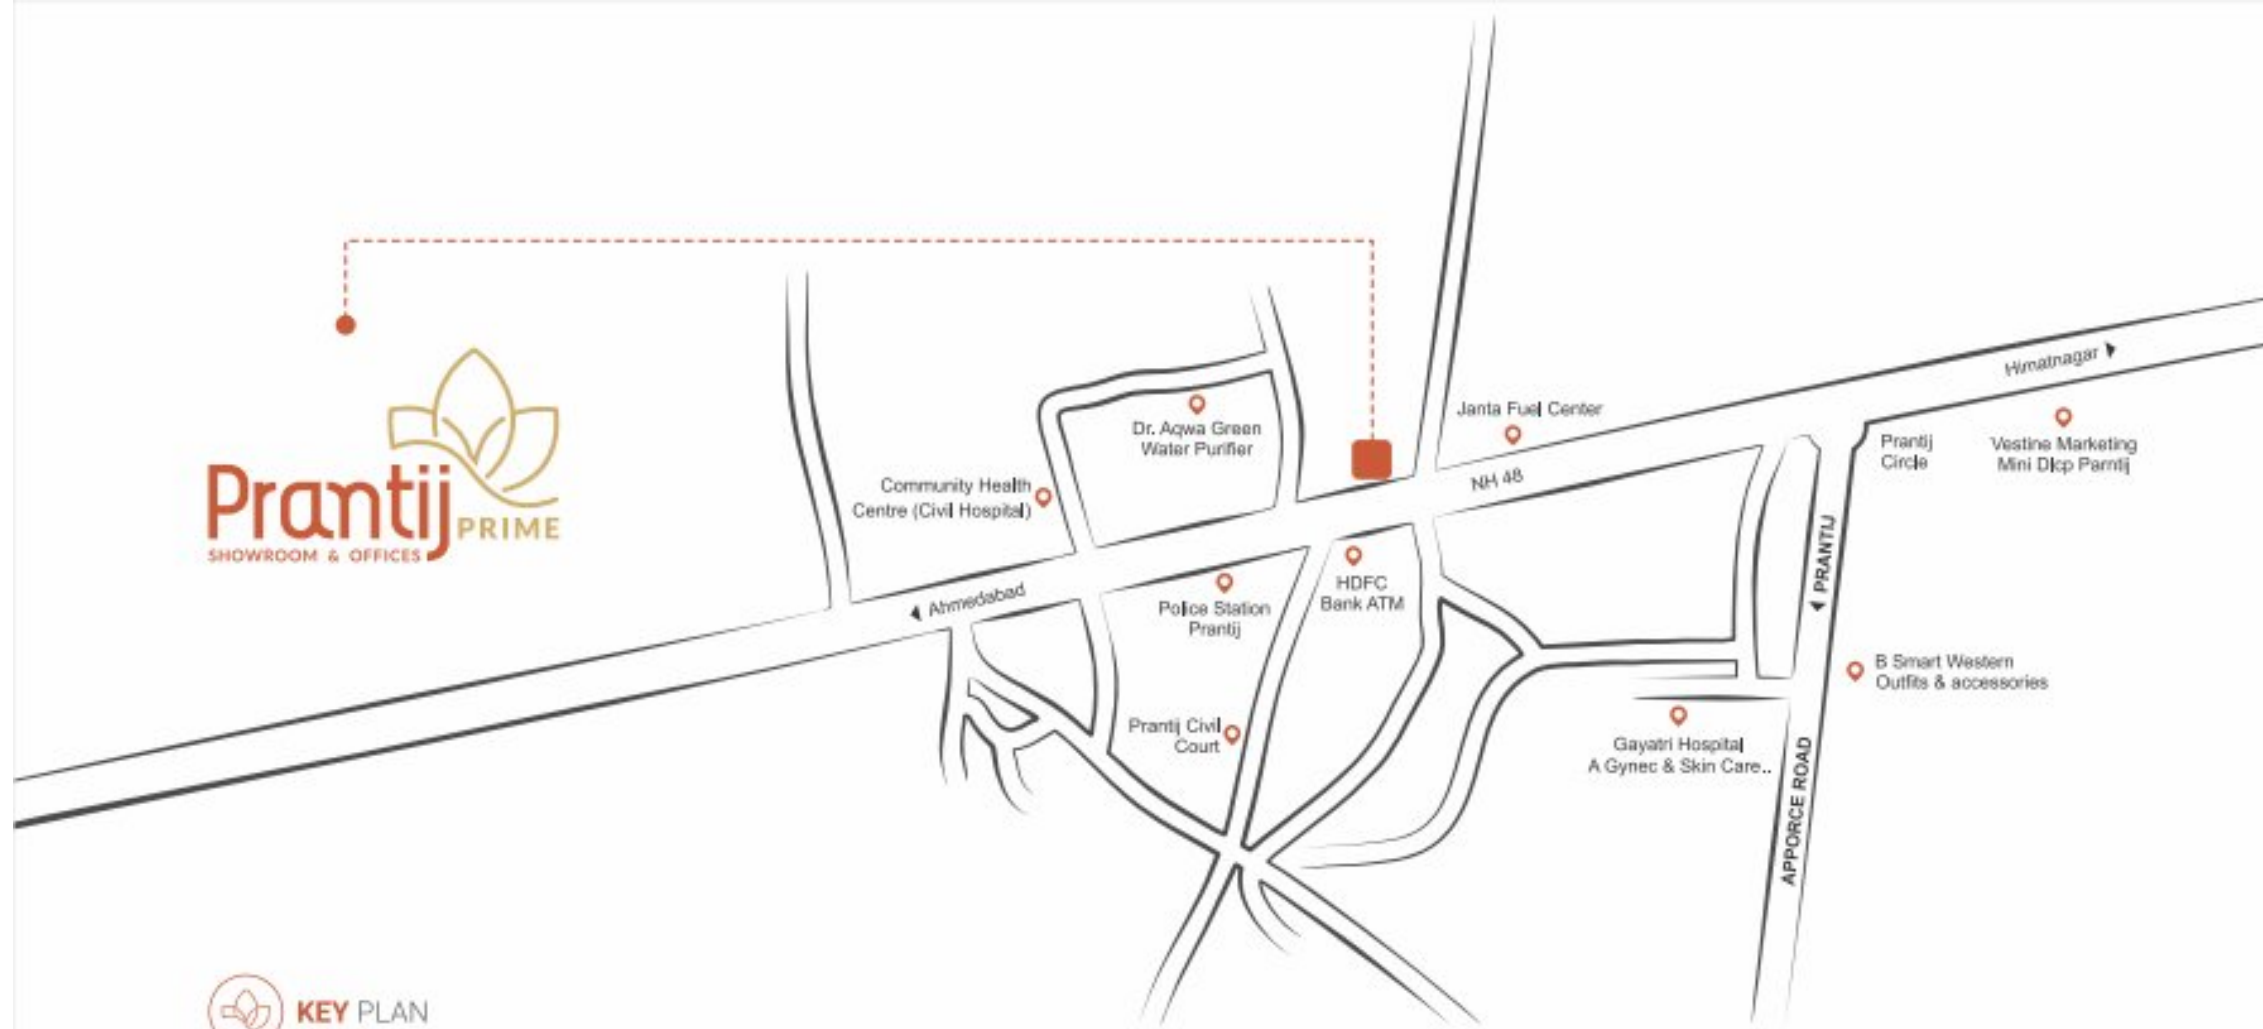 Prantij
PRIME
SHOWROOM & OFFICES
KEY PLAN
Dr. Aqwa Green
Water Purifier
Community Health
Centre (Civil Hospital)
Ahmedabad
Police Station
Prantij
HDFC
Bank ATM
Prantij Civil
Court
Janta Fuel Center
NH 48
Himatnagar
Prantij
Circle
Vestine Marketing
Mini Dlcp Parntij
PRANTIJ
B Smart Western
Outfits & accessories
Gayatri Hospital
A Gynec & Skin Care..
APPORCE ROAD